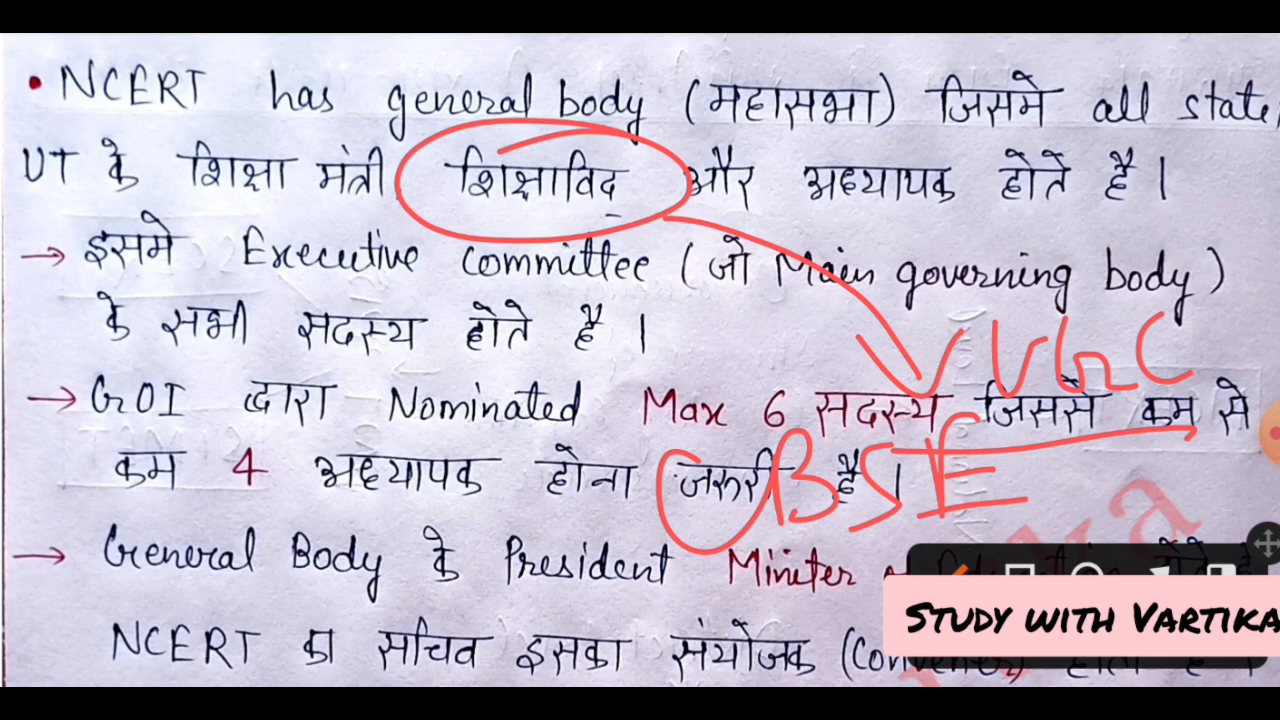 • NCERT has general body (महासभा) जिसमे all state,
UT के शिक्षा मंत्री शिक्षाविद् और अध्यापक होते है ।
→ इसमे Executive committee (जो Main governing body)
के सभी सदस्य होते है ।
UGC
→ GOI द्वारा Nominated Max 6 सदस्य जिससे कम से
CBSE
कम 4 अध्यापक होना जरुरी है ।
→ General Body के President Miniter
STUDY WITH VARTIKA
NCERT का सचिव इसका संयोजक (Convener) होता है ।